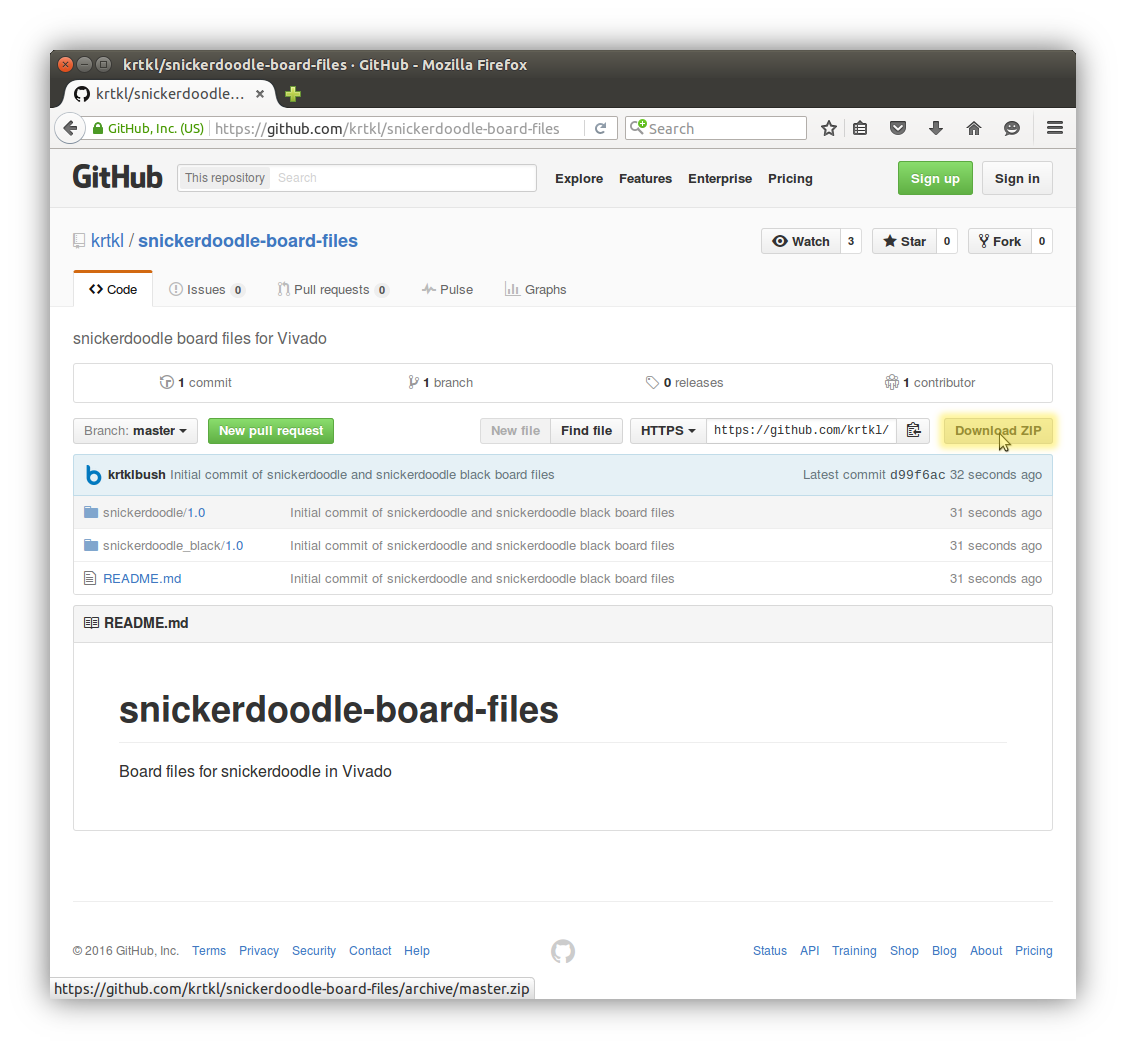 krtkl/snickerdoodle-board-files · GitHub - Mozilla Firefox
krtkl/snickerdoodle...
GitHub, Inc. (US) https://github.com/krtkl/snickerdoodle-board-files Search
GitHub This repository Search Explore Features Enterprise Pricing Sign up Sign in
krtkl / snickerdoodle-board-files Watch 3 Star 0 Fork 0
Code Issues 0 Pull requests 0 Pulse Graphs
snickerdoodle board files for Vivado
1 commit 1 branch 0 releases 1 contributor
Branch: master New pull request New file Find file HTTPS https://github.com/krtkl/ Download ZIP
krtklbush Initial commit of snickerdoodle and snickerdoodle black board files Latest commit d99f6ac 32 seconds ago
snickerdoodle/1.0 Initial commit of snickerdoodle and snickerdoodle black board files 31 seconds ago
snickerdoodle_black/1.0 Initial commit of snickerdoodle and snickerdoodle black board files 31 seconds ago
README.md Initial commit of snickerdoodle and snickerdoodle black board files 31 seconds ago
README.md
snickerdoodle-board-files
Board files for snickerdoodle in Vivado
© 2016 GitHub, Inc. Terms Privacy Security Contact Help Status API Training Shop Blog About Pricing
https://github.com/krtkl/snickerdoodle-board-files/archive/master.zip